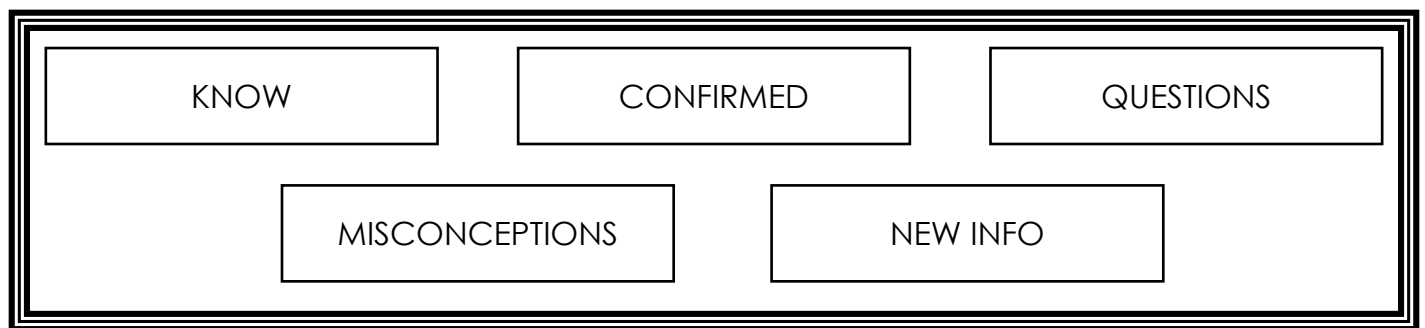 KNOW
CONFIRMED
QUESTIONS
MISCONCEPTIONS
NEW INFO